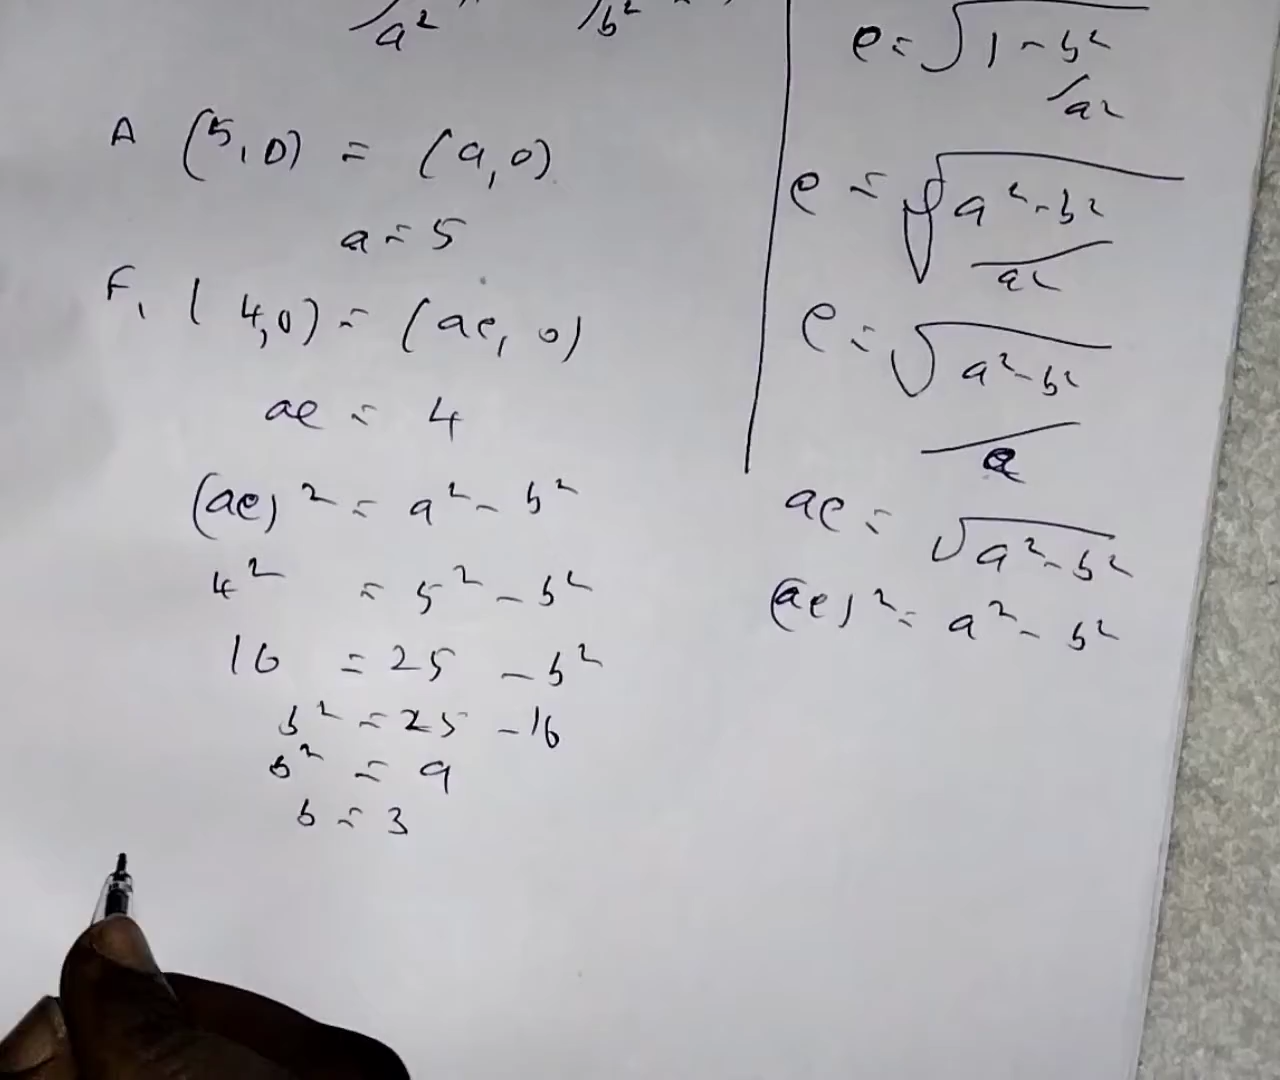 /a² /b²
A (5,0) = (a,0)
a = 5
F₁ (4,0) = (ae, 0)
ae = 4
(ae)² = a² - b²
4² = 5² - b²
16 = 25 - b²
b² = 25 - 16
b² = 9
b = 3
e = √1 - b²
/a²
e = √a² - b²
a²
e = √a² - b²
a
ae = √a² - b²
(ae)² = a² - b²